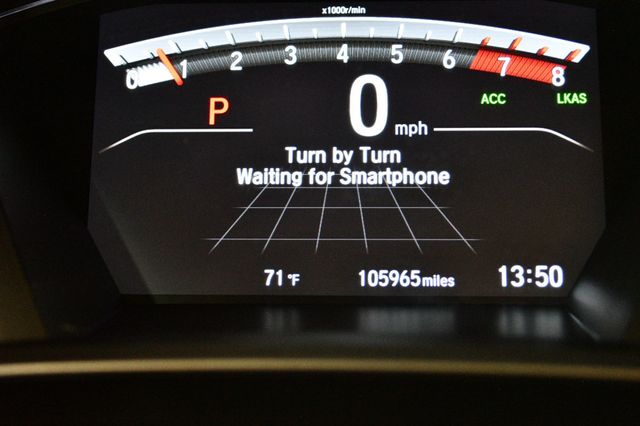 x1000r/min
0 1 2 3 4 5 6 7 8
ACC LKAS
P 0 mph
Turn by Turn
Waiting for Smartphone
71 °F 105965 miles 13:50